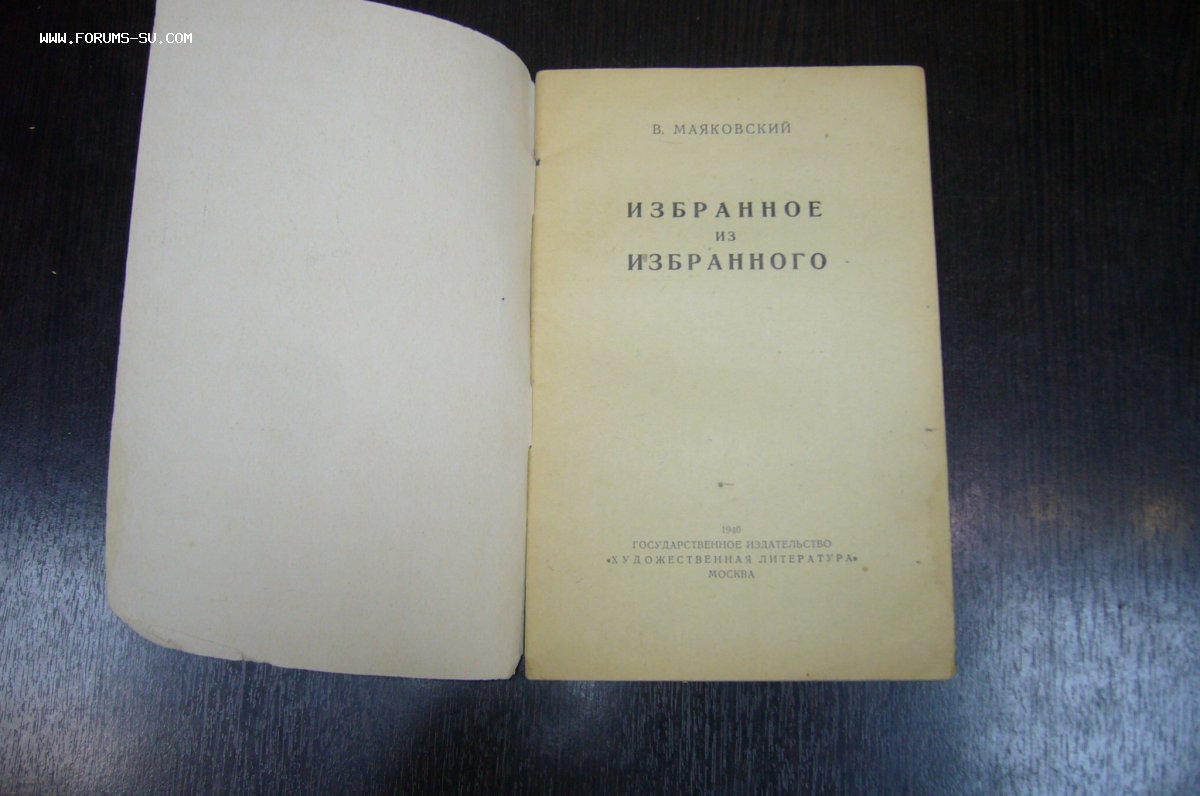 WWW.FORUMS-SU.COM
В. МАЯКОВСКИЙ
ИЗБРАННОЕ
ИЗ
ИЗБРАННОГО
1940
ГОСУДАРСТВЕННОЕ ИЗДАТЕЛЬСТВО
«ХУДОЖЕСТВЕННАЯ ЛИТЕРАТУРА»
МОСКВА